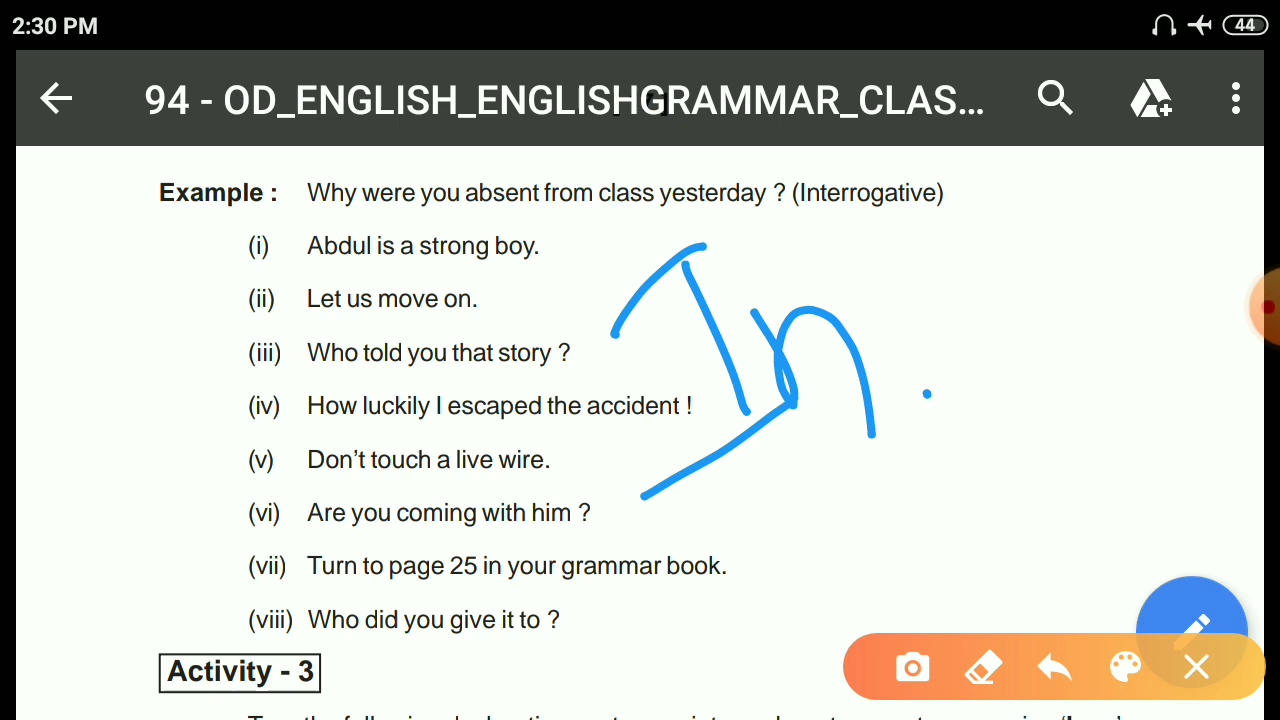 2:30 PM 44
94 - OD_ENGLISH_ENGLISHGRAMMAR_CLAS...
Example : Why were you absent from class yesterday ? (Interrogative)
(i) Abdul is a strong boy.
(ii) Let us move on.
(iii) Who told you that story ?
(iv) How luckily I escaped the accident !
(v) Don't touch a live wire.
(vi) Are you coming with him ?
(vii) Turn to page 25 in your grammar book.
(viii) Who did you give it to ?
In.
Activity - 3